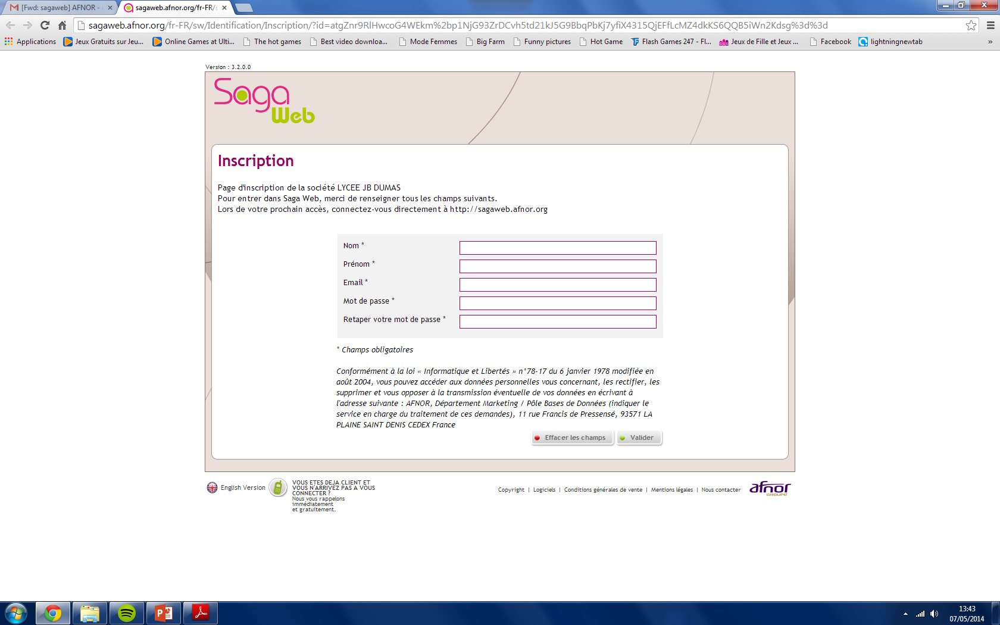 [Fwd: sagaweb] AFNOR -
sagaweb.afnor.org/fr-FR/
sagaweb.afnor.org/fr-FR/sw/Identification/Inscription/?id=atgZnr9RlHwcoG4WEkm%2bp1NjG93ZrDCvh5td21kJ5G9BbqPbKj7yfiX4315QjEFfLcMZ4dkKS6QQB5iWn2Kdsg%3d%3d
Applications Jeux Gratuits sur Jeu... Online Games at Ulti... The hot games Best video downloa... Mode Femmes Big Farm Funny pictures Hot Game Flash Games 247 - Fl... Jeux de Fille et Jeux ... Facebook lightningnewtab »
Version : 3.2.0.0
Saga
Web
Inscription
Page d'inscription de la société LYCEE JB DUMAS
Pour entrer dans Saga Web, merci de renseigner tous les champs suivants.
Lors de votre prochain accès, connectez-vous directement à http://sagaweb.afnor.org
Nom *
Prénom *
Email *
Mot de passe *
Retaper votre mot de passe *
* Champs obligatoires
Conformément à la loi « Informatique et Libertés » n°78-17 du 6 janvier 1978 modifiée en
août 2004, vous pouvez accéder aux données personnelles vous concernant, les rectifier, les
supprimer et vous opposer à la transmission éventuelle de vos données en écrivant à
l'adresse suivante : AFNOR, Département Marketing / Pôle Bases de Données (indiquer le
service en charge du traitement de ces demandes), 11 rue Francis de Pressensé, 93571 LA
PLAINE SAINT DENIS CEDEX France
Effacer les champs Valider
English Version
VOUS ETES DEJA CLIENT ET
VOUS N'ARRIVEZ PAS A VOUS
CONNECTER ?
Nous vous rappelons
immédiatement
et gratuitement.
Copyright | Logiciels | Conditions générales de vente | Mentions légales | Nous contacter
afnor
GROUPE
13:43
07/05/2014